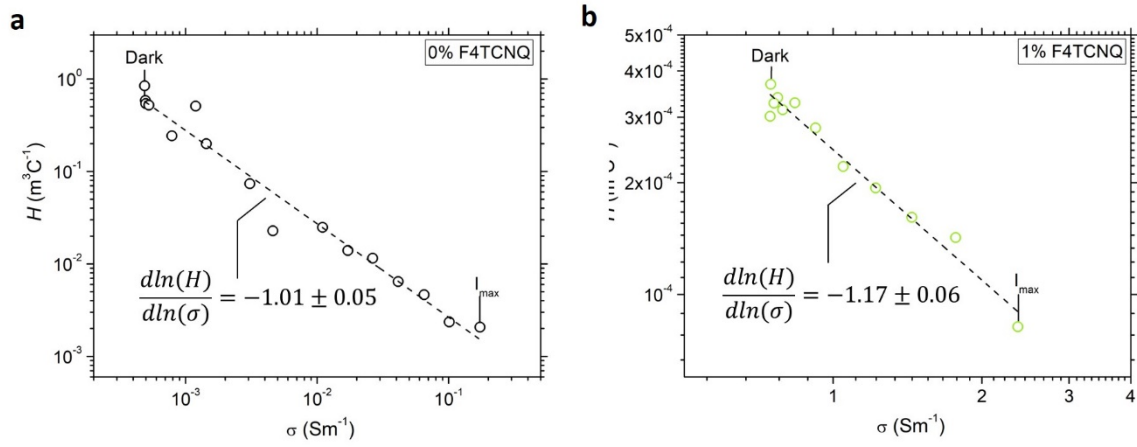 a
0% F4TCNQ
Dark
10⁰
10⁻¹
10⁻²
10⁻³
H (m³C⁻¹)
dln(H)
dln(σ)
= −1.01 ± 0.05
I_max
10⁻³
10⁻²
10⁻¹
σ (Sm⁻¹)
b
1% F4TCNQ
Dark
5x10⁻⁴
4x10⁻⁴
3x10⁻⁴
2x10⁻⁴
10⁻⁴
dln(H)
dln(σ)
= −1.17 ± 0.06
I_max
1
2
3
4
σ (Sm⁻¹)